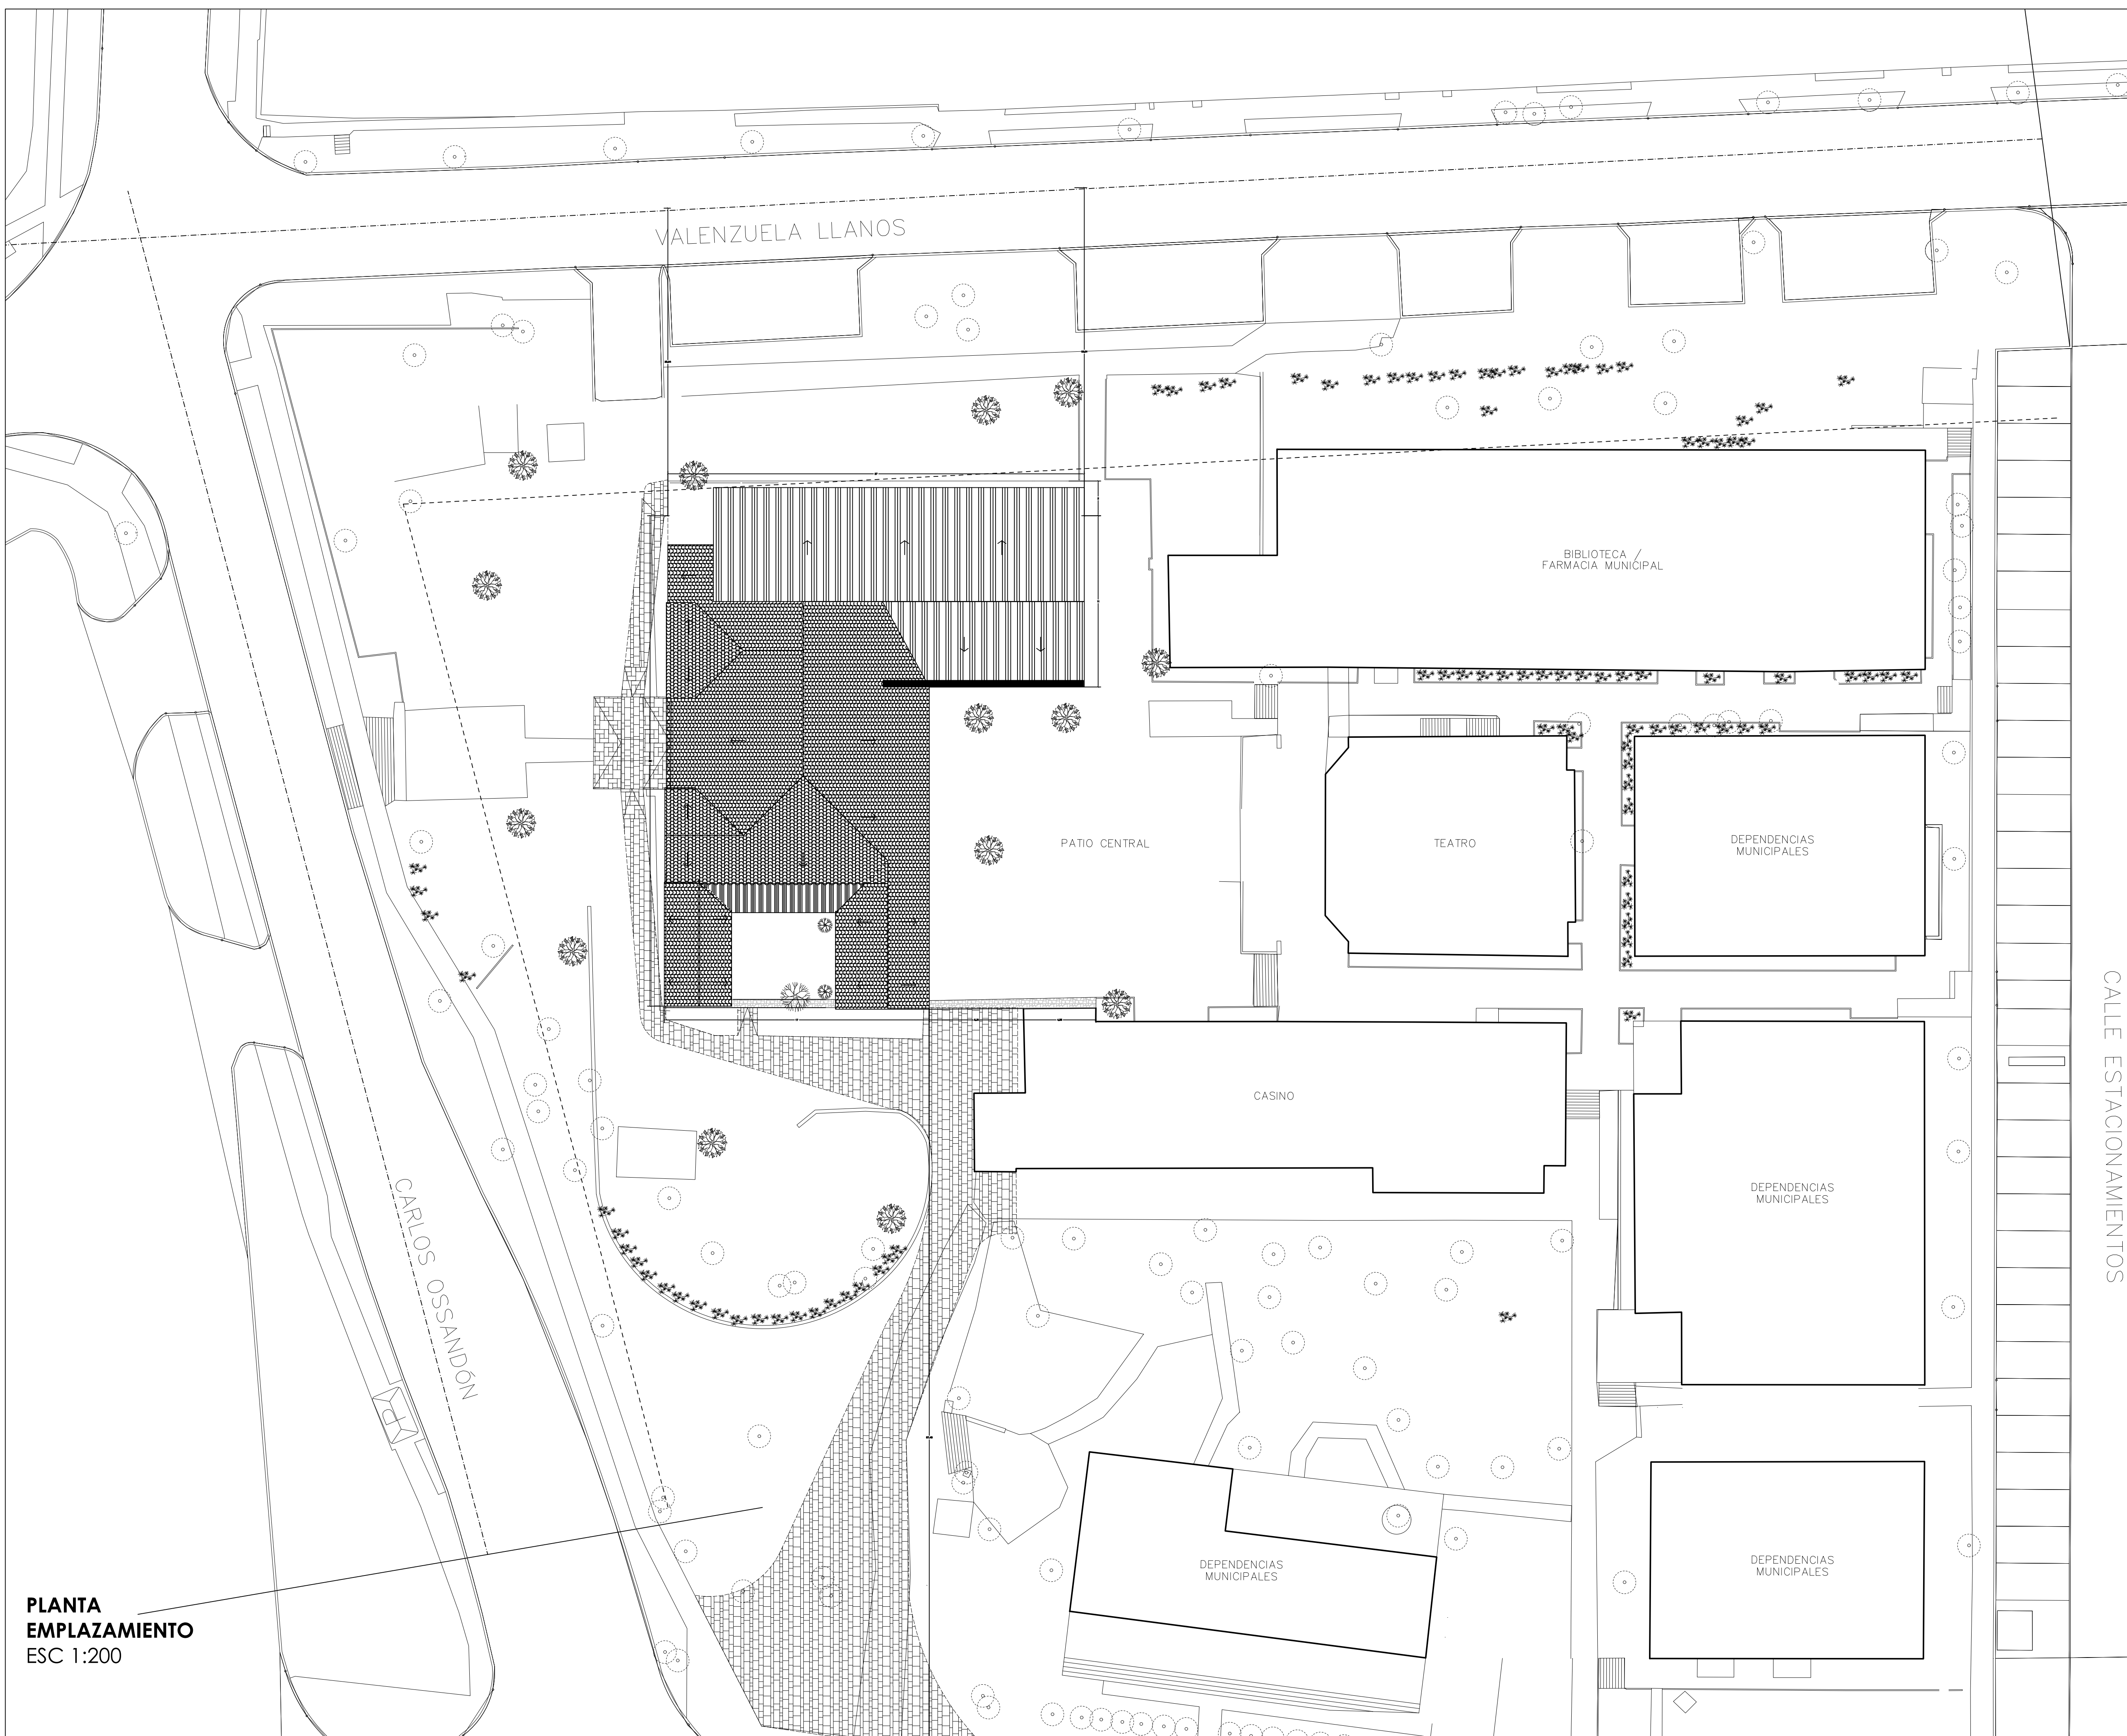 VALENZUELA LLANOS
BIBLIOTECA /
FARMACIA MUNICIPAL
PATIO CENTRAL
TEATRO
DEPENDENCIAS
MUNICIPALES
CASINO
DEPENDENCIAS
MUNICIPALES
CALLE ESTACIONAMIENTOS
CARLOS OSSANDÓN
DEPENDENCIAS
MUNICIPALES
DEPENDENCIAS
MUNICIPALES
PLANTA
EMPLAZAMIENTO
ESC 1:200